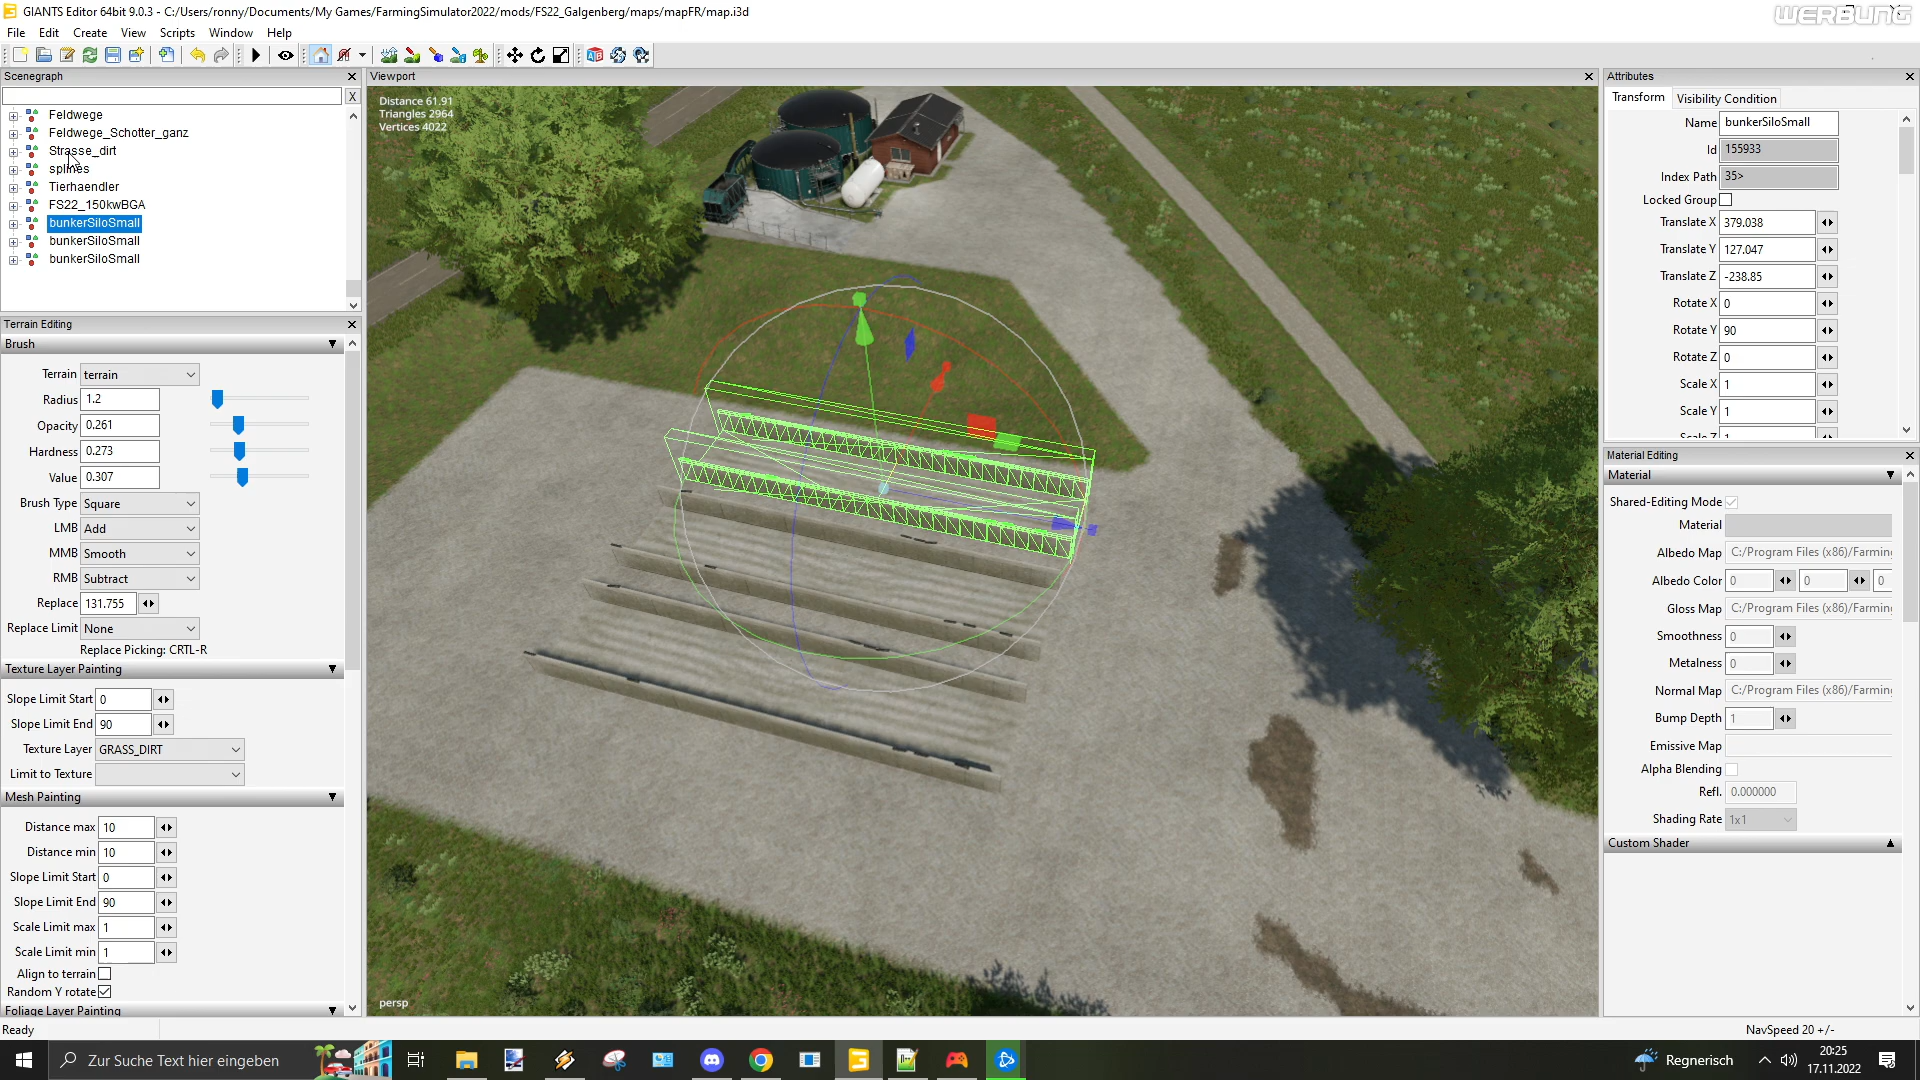 GIANTS Editor 64bit 9.0.3 - C:/Users/ronny/Documents/My Games/FarmingSimulator2022/mods/FS22_Galgenberg/maps/mapFR/map.i3d
WERBUNG
File Edit Create View Scripts Window Help
Scenegraph
X
Feldwege
Feldwege_Schotter_ganz
Strasse_dirt
splines
Tierhaendler
FS22_150kwBGA
bunkerSiloSmall
bunkerSiloSmall
bunkerSiloSmall
Terrain Editing
Brush
Terrain terrain
Radius 1.2
Opacity 0.261
Hardness 0.273
Value 0.307
Brush Type Square
LMB Add
MMB Smooth
RMB Subtract
Replace 131.755
Replace Limit None
Replace Picking: CRTL-R
Texture Layer Painting
Slope Limit Start 0
Slope Limit End 90
Texture Layer GRASS_DIRT
Limit to Texture
Mesh Painting
Distance max 10
Distance min 10
Slope Limit Start 0
Slope Limit End 90
Scale Limit max 1
Scale Limit min 1
Align to terrain
Random Y rotate
Foliage Layer Painting
Ready
Viewport
Distance 61.91
Triangles 2964
Vertices 4022
persp
Attributes
Transform Visibility Condition
Name bunkerSiloSmall
Id 155933
Index Path 35>
Locked Group
Translate X 379.038
Translate Y 127.047
Translate Z -238.85
Rotate X 0
Rotate Y 90
Rotate Z 0
Scale X 1
Scale Y 1
Scale Z 1
Material Editing
Material
Shared-Editing Mode
Material
Albedo Map C:/Program Files (x86)/Farming
Albedo Color 0 0 0
Gloss Map C:/Program Files (x86)/Farming
Smoothness 0
Metalness 0
Normal Map C:/Program Files (x86)/Farming
Bump Depth 1
Emissive Map
Alpha Blending
Refl. 0.000000
Shading Rate 1x1
Custom Shader
NavSpeed 20 +/-
Zur Suche Text hier eingeben
Regnerisch
20:25
17.11.2022